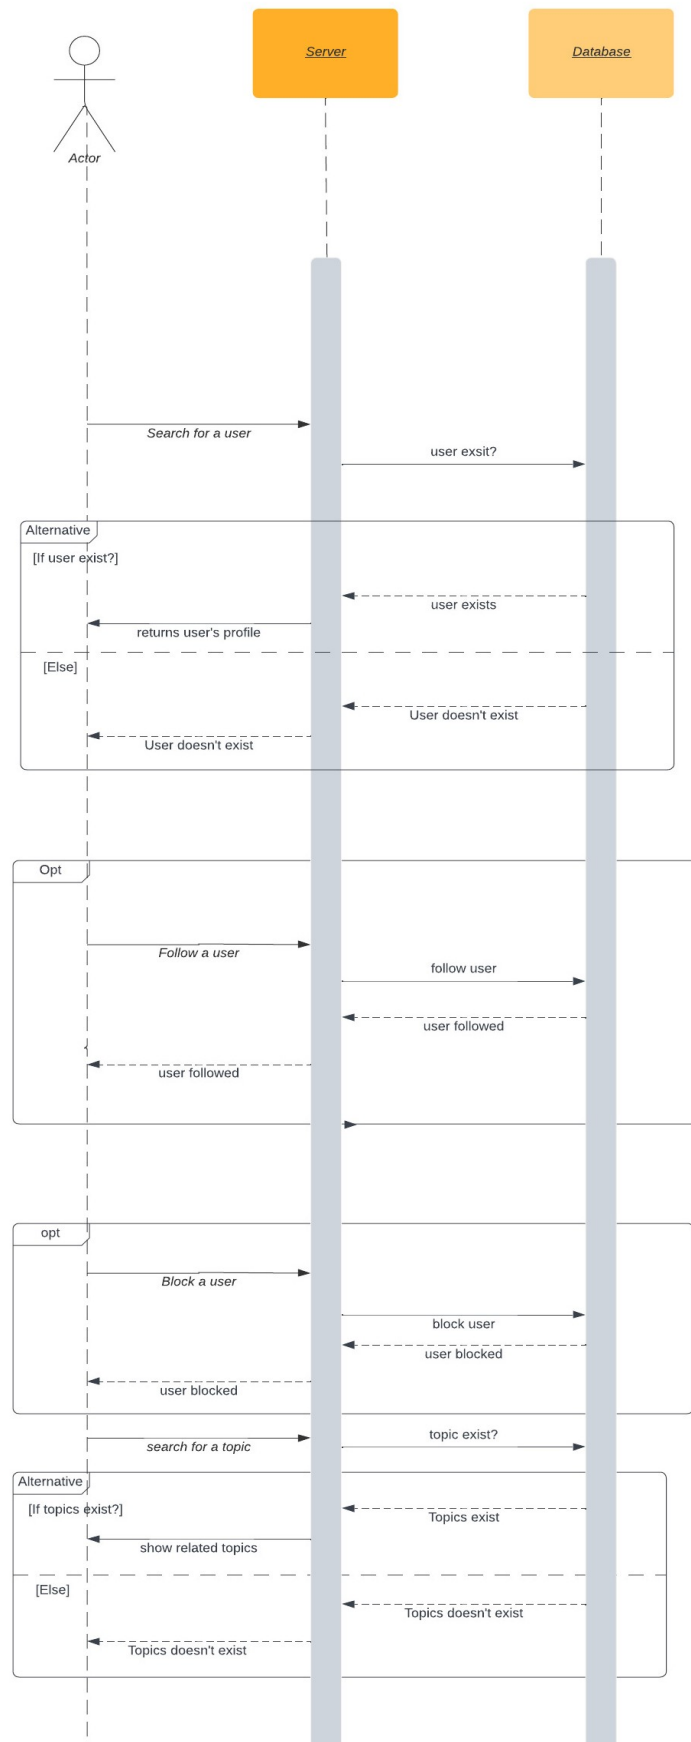 Server
Database
Actor
Search for a user
user exsit?
Alternative
[If user exist?]
user exists
returns user's profile
[Else]
User doesn't exist
User doesn't exist
Opt
Follow a user
follow user
user followed
user followed
opt
Block a user
block user
user blocked
user blocked
topic exist?
search for a topic
Alternative
[If topics exist?]
Topics exist
show related topics
[Else]
Topics doesn't exist
Topics doesn't exist